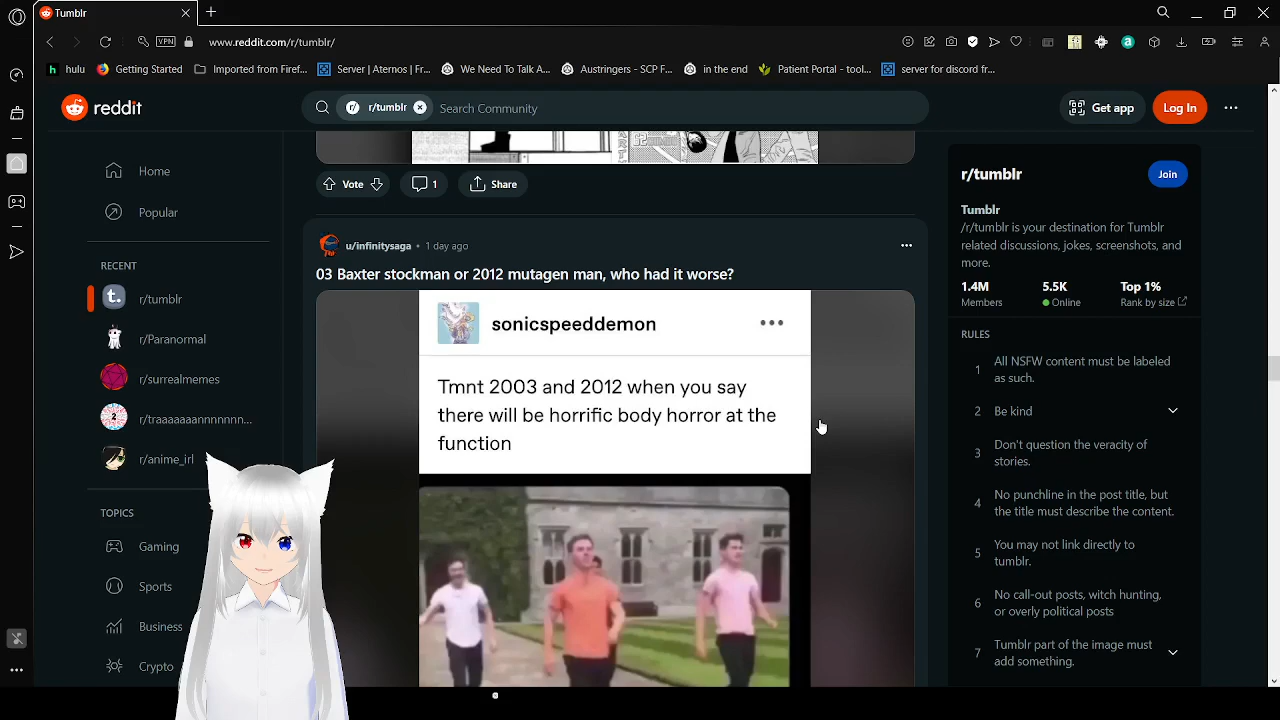 Tumblr
VPN
www.reddit.com/r/tumblr/
hulu
Getting Started
Imported from Firef...
Server | Aternos | Fr...
We Need To Talk A...
Austringers - SCP F...
in the end
Patient Portal - tool...
server for discord fr...
reddit
r/tumblr
Search Community
Get app
Log In
Home
Popular
RECENT
r/tumblr
r/Paranormal
r/surrealmemes
r/traaaaaaannnnnnn...
r/anime_irl
TOPICS
Gaming
Sports
Business
Crypto
Vote
1
Share
u/infinitysaga
1 day ago
03 Baxter stockman or 2012 mutagen man, who had it worse?
sonicspeeddemon
Tmnt 2003 and 2012 when you say
there will be horrific body horror at the
function
r/tumblr
Join
Tumblr
/r/tumblr is your destination for Tumblr
related discussions, jokes, screenshots, and
more.
1.4M
Members
5.5K
Online
Top 1%
Rank by size
RULES
1 All NSFW content must be labeled
as such.
2 Be kind
3 Don't question the veracity of
stories.
4 No punchline in the post title, but
the title must describe the content.
5 You may not link directly to
tumblr.
6 No call-out posts, witch hunting,
or overly political posts
7 Tumblr part of the image must
add something.